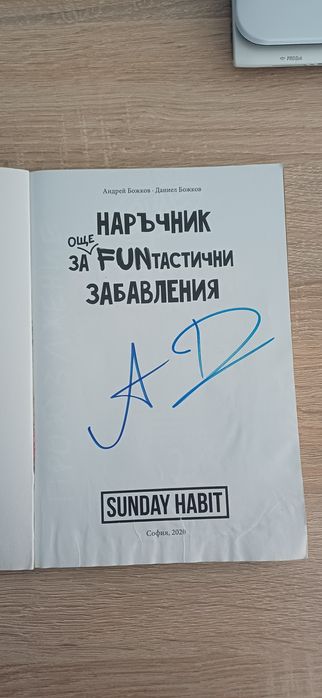 Андрей Божков · Даниел Божков
НАРЪЧНИК
ОЩЕ
ЗА FUNТАСТИЧНИ
ЗАБАВЛЕНИЯ
A D
SUNDAY HABIT
София, 2020